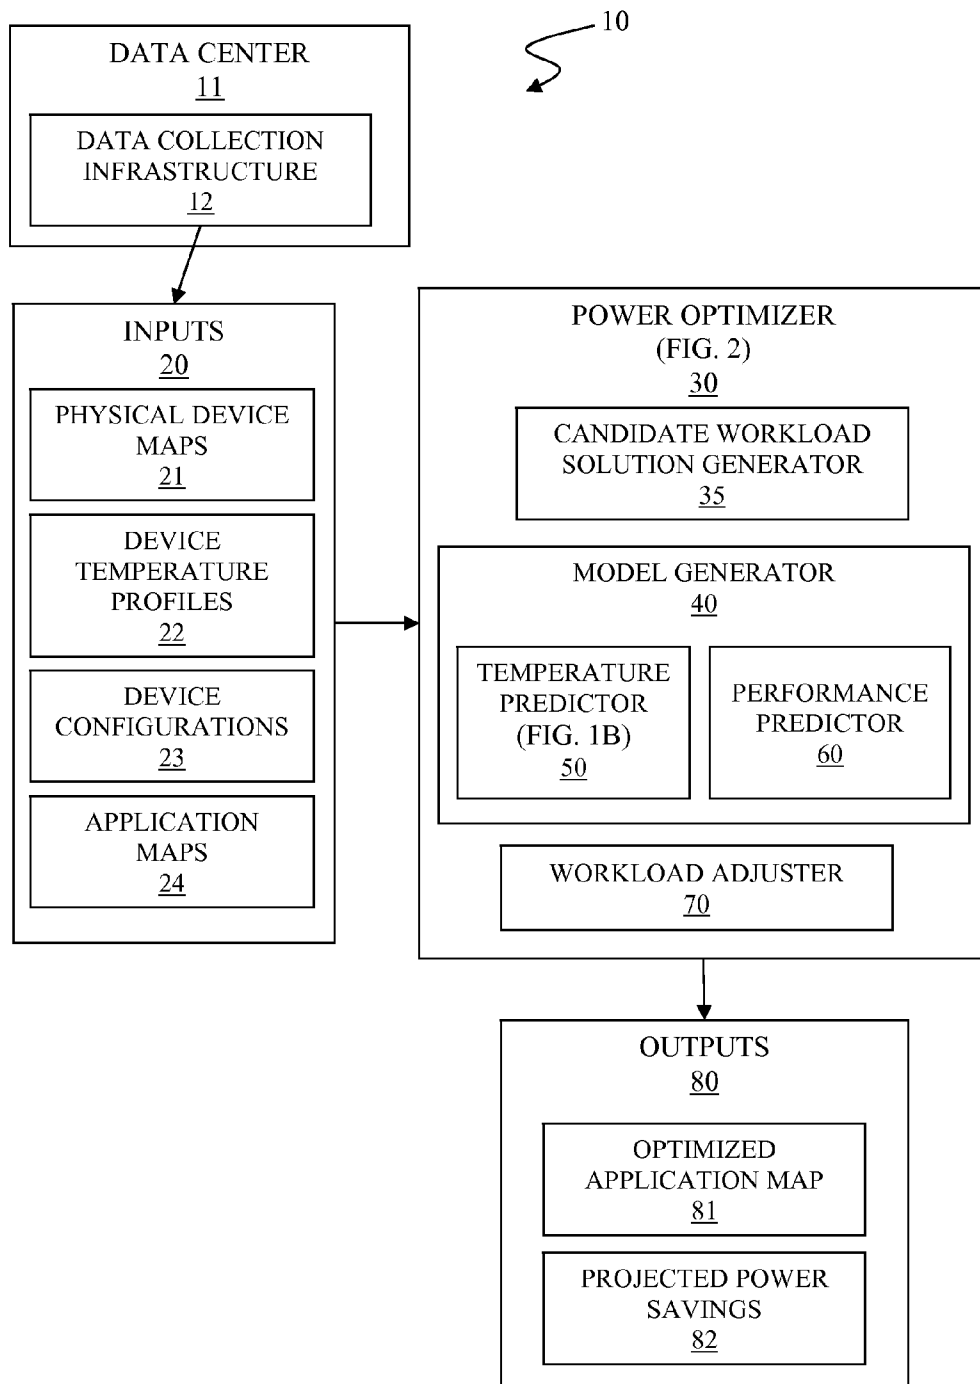 10
DATA CENTER
11
DATA COLLECTION
INFRASTRUCTURE
12
INPUTS
20
PHYSICAL DEVICE
MAPS
21
DEVICE
TEMPERATURE
PROFILES
22
DEVICE
CONFIGURATIONS
23
APPLICATION
MAPS
24
POWER OPTIMIZER
(FIG. 2)
30
CANDIDATE WORKLOAD
SOLUTION GENERATOR
35
MODEL GENERATOR
40
TEMPERATURE
PREDICTOR
(FIG. 1B)
50
PERFORMANCE
PREDICTOR
60
WORKLOAD ADJUSTER
70
OUTPUTS
80
OPTIMIZED
APPLICATION MAP
81
PROJECTED POWER
SAVINGS
82